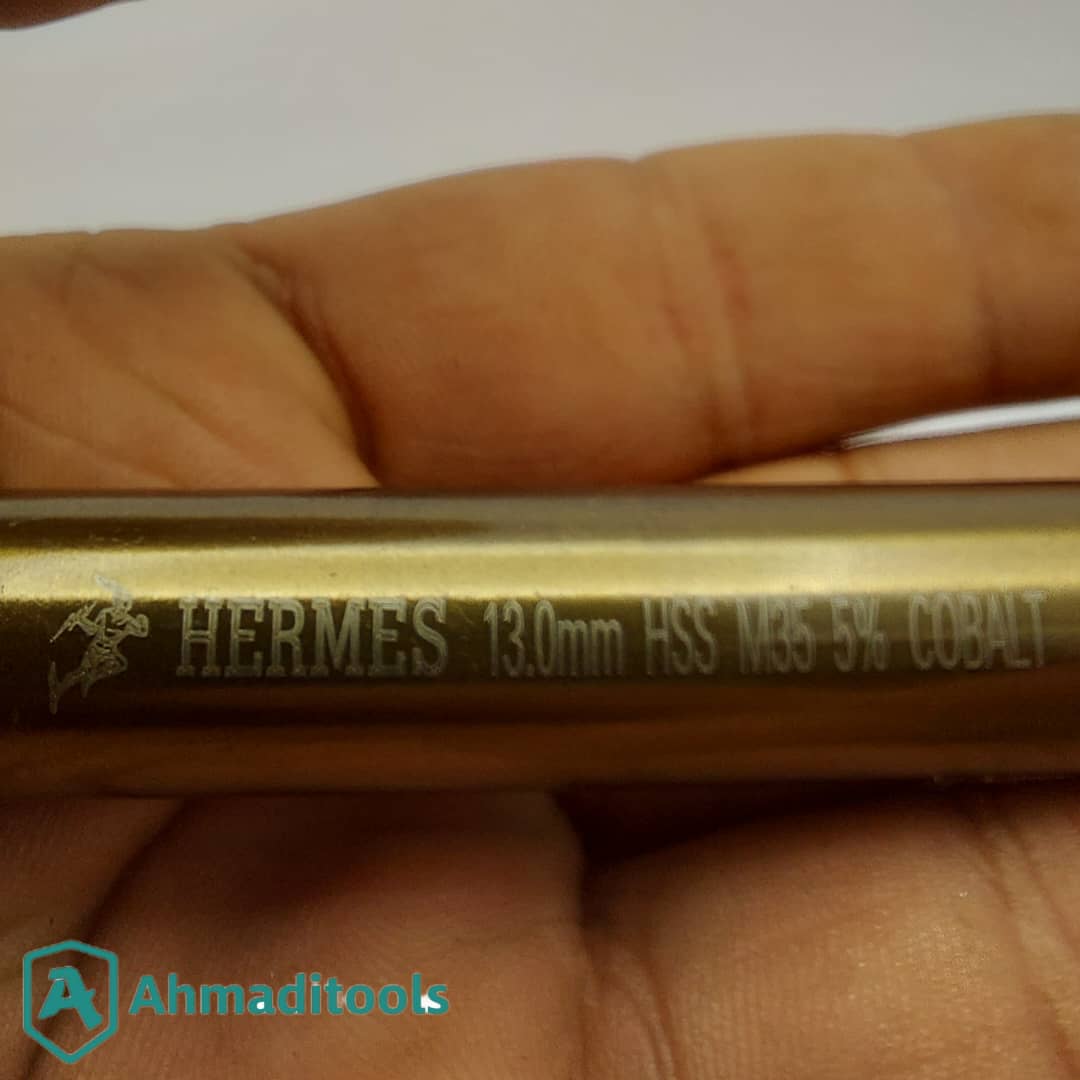 HERMES 13.0mm HSS M35 5% COBALT
Ahmaditools